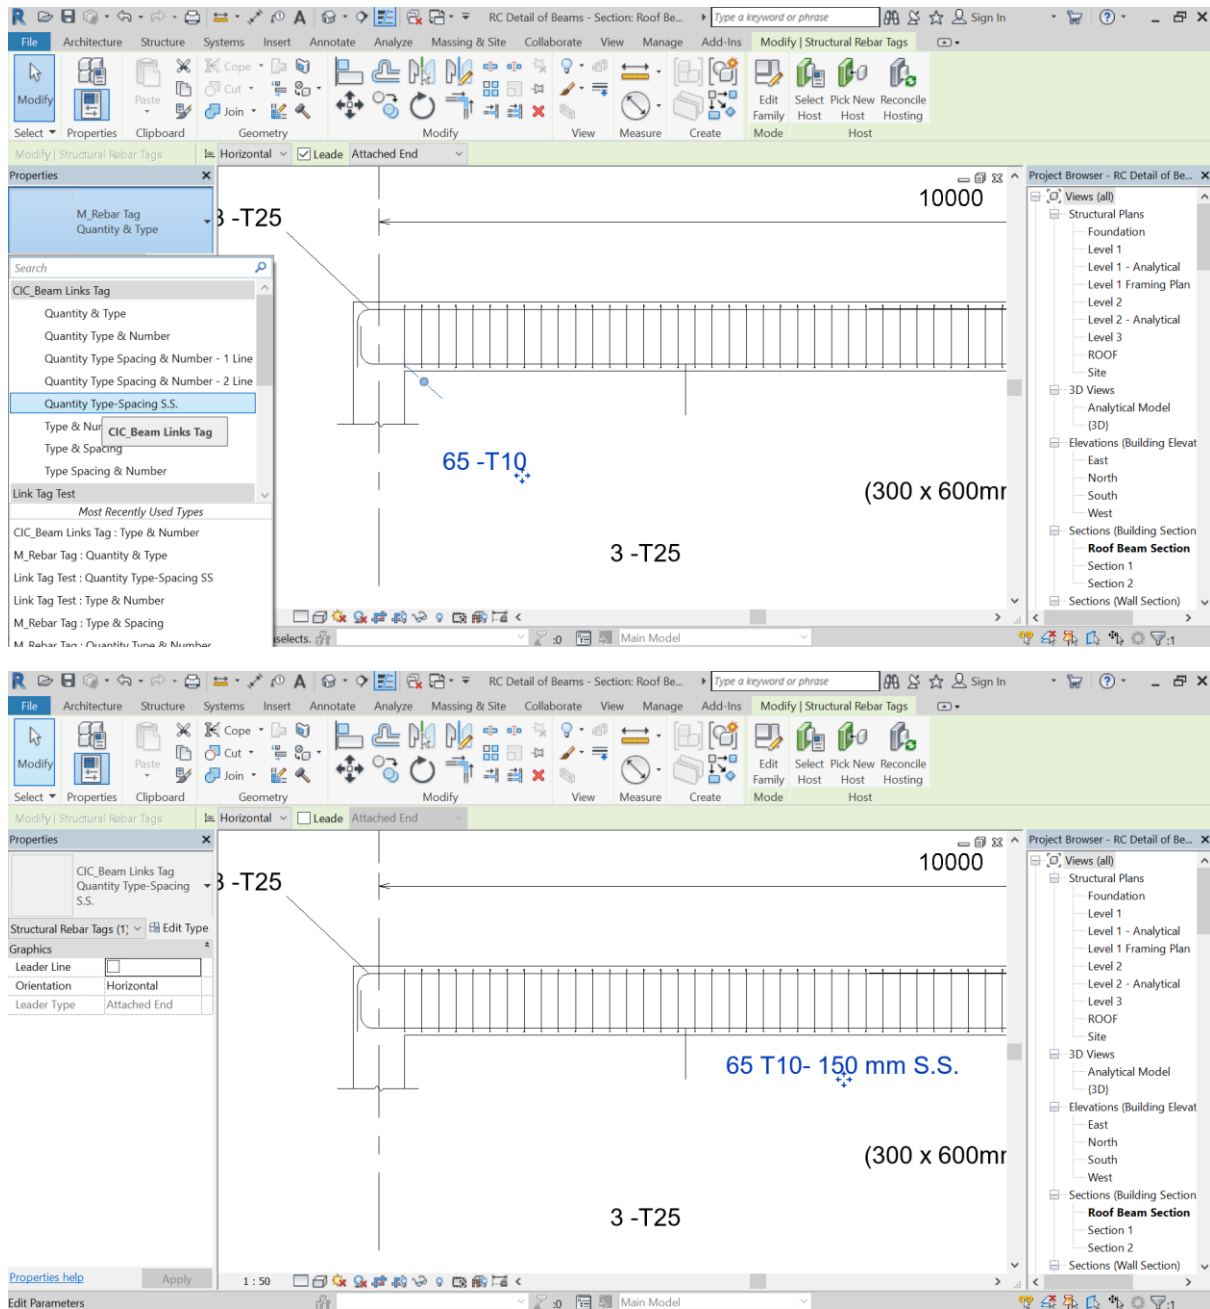 RC Detail of Beams - Section: Roof Be...
Type a keyword or phrase
Sign In
File Architecture Structure Systems Insert Annotate Analyze Massing & Site Collaborate View Manage Add-Ins Modify | Structural Rebar Tags
Modify
Paste
Cope
Cut
Join
Edit Family
Select Host
Pick New Host
Reconcile Hosting
Select Properties Clipboard Geometry Modify View Measure Create Mode Host
Modify | Structural Rebar Tags
Horizontal
Leade
Attached End
Properties
M_Rebar Tag
Quantity & Type
Search
CIC_Beam Links Tag
Quantity & Type
Quantity Type & Number
Quantity Type Spacing & Number - 1 Line
Quantity Type Spacing & Number - 2 Line
Quantity Type-Spacing S.S.
Type & Nur
CIC_Beam Links Tag
Type & Spacing
Type Spacing & Number
Link Tag Test
Most Recently Used Types
CIC_Beam Links Tag : Type & Number
M_Rebar Tag : Quantity & Type
Link Tag Test : Quantity Type-Spacing SS
Link Tag Test : Type & Number
M_Rebar Tag : Type & Spacing
M_Rebar Tag : Quantity Type & Number
3 -T25
10000
65 -T10
(300 x 600mr
3 -T25
Project Browser - RC Detail of Be...
Views (all)
Structural Plans
Foundation
Level 1
Level 1 - Analytical
Level 1 Framing Plan
Level 2
Level 2 - Analytical
Level 3
ROOF
Site
3D Views
Analytical Model
{3D}
Elevations (Building Elevat
East
North
South
West
Sections (Building Section
Roof Beam Section
Section 1
Section 2
Sections (Wall Section)
nselects.
:0
Main Model
:1
RC Detail of Beams - Section: Roof Be...
Type a keyword or phrase
Sign In
File Architecture Structure Systems Insert Annotate Analyze Massing & Site Collaborate View Manage Add-Ins Modify | Structural Rebar Tags
Modify
Paste
Cope
Cut
Join
Edit Family
Select Host
Pick New Host
Reconcile Hosting
Select Properties Clipboard Geometry Modify View Measure Create Mode Host
Modify | Structural Rebar Tags
Horizontal
Leade
Attached End
Properties
CIC_Beam Links Tag
Quantity Type-Spacing
S.S.
Structural Rebar Tags (1)
Edit Type
Graphics
Leader Line
Orientation Horizontal
Leader Type Attached End
Properties help
Apply
3 -T25
10000
65 T10- 150 mm S.S.
(300 x 600mr
3 -T25
1 : 50
Project Browser - RC Detail of Be...
Views (all)
Structural Plans
Foundation
Level 1
Level 1 - Analytical
Level 1 Framing Plan
Level 2
Level 2 - Analytical
Level 3
ROOF
Site
3D Views
Analytical Model
{3D}
Elevations (Building Elevat
East
North
South
West
Sections (Building Section
Roof Beam Section
Section 1
Section 2
Sections (Wall Section)
Edit Parameters
:0
Main Model
:1